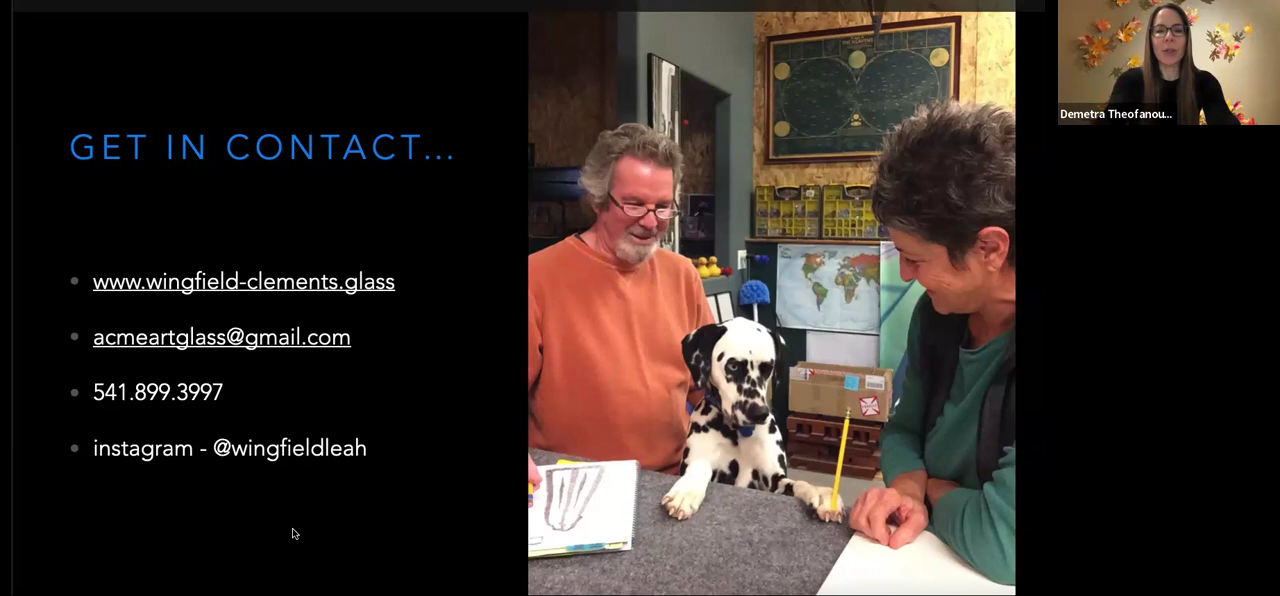 GET IN CONTACT...
www.wingfield-clements.glass
acmeartglass@gmail.com
541.899.3997
instagram - @wingfieldleah
Demetra Theofanou...